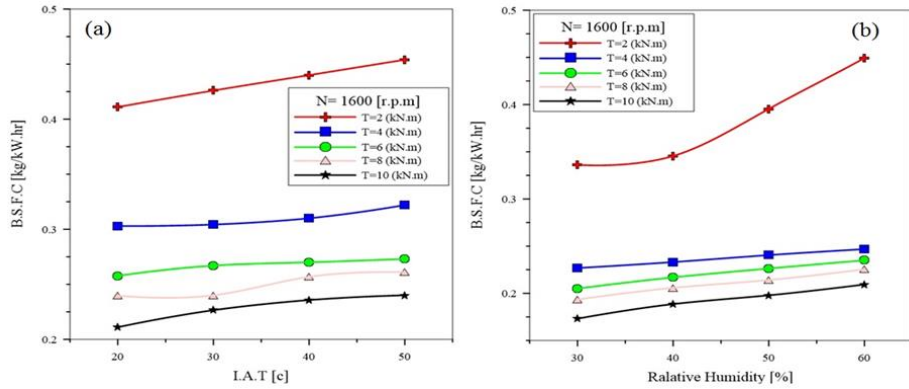 (a)
B.S.F.C [kg/kW.hr]
0.5
0.4
0.3
0.2
N= 1600 [r.p.m]
T=2 (kN.m)
T=4 (kN.m)
T=6 (kN.m)
T=8 (kN.m)
T=10 (kN.m)
20 30 40 50
I.A.T [c]
(b)
B.S.F.C [kg/kW.hr]
0.5
0.4
0.3
0.2
N= 1600 [r.p.m]
T=2 (kN.m)
T=4 (kN.m)
T=6 (kN.m)
T=8 (kN.m)
T=10 (kN.m)
30 40 50 60
Ralative Humidity [%]